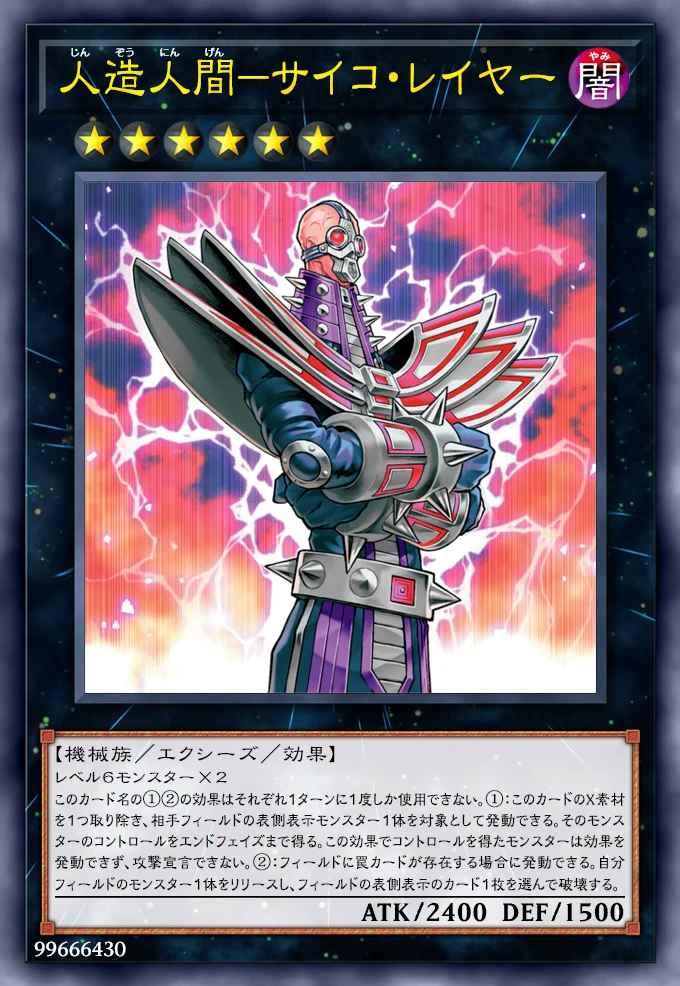 じん ぞう にん げん
人造人間－サイコ・レイヤー
やみ
闇
【機械族／エクシーズ／効果】
レベル６モンスター×２
このカード名の①②の効果はそれぞれ1ターンに1度しか使用できない。①：このカードのX素材
を1つ取り除き、相手フィールドの表側表示モンスター1体を対象として発動できる。そのモンス
ターのコントロールをエンドフェイズまで得る。この効果でコントロールを得たモンスターは効果を
発動できず、攻撃宣言できない。②：フィールドに罠カードが存在する場合に発動できる。自分
フィールドのモンスター1体をリリースし、フィールドの表側表示のカード1枚を選んで破壊する。
ATK/2400 DEF/1500
99666430